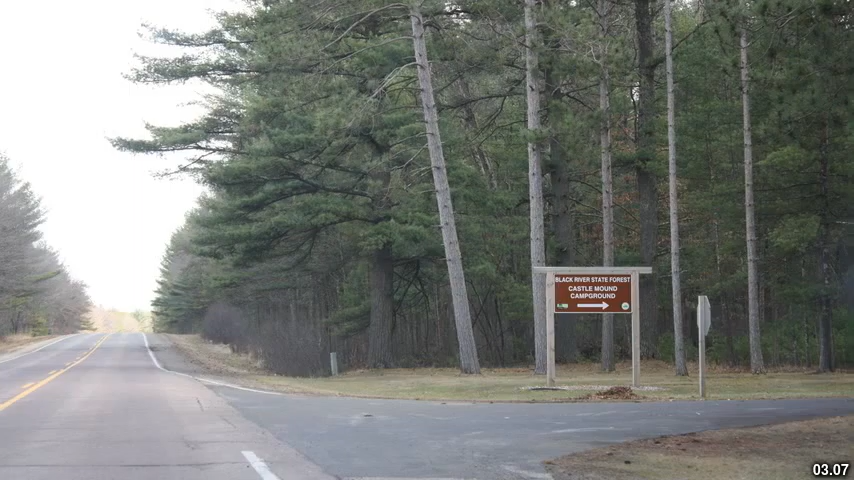 BLACK RIVER STATE FOREST
CASTLE MOUND
CAMPGROUND
03.07